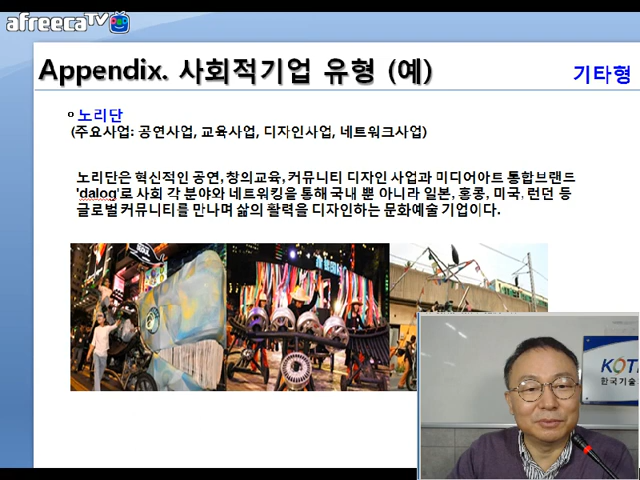 afreecaTV
Appendix. 사회적기업 유형 (예)
기타형
노리단
(주요사업: 공연사업, 교육사업, 디자인사업, 네트워크사업)
노리단은 혁신적인 공연, 창의교육, 커뮤니티 디자인 사업과 미디어아트 통합브랜드
'dalog'로 사회 각 분야와 네트워킹을 통해 국내 뿐 아니라 일본, 홍콩, 미국, 런던 등
글로벌 커뮤니티를 만나며 삶의 활력을 디자인하는 문화예술 기업이다.
한국기술